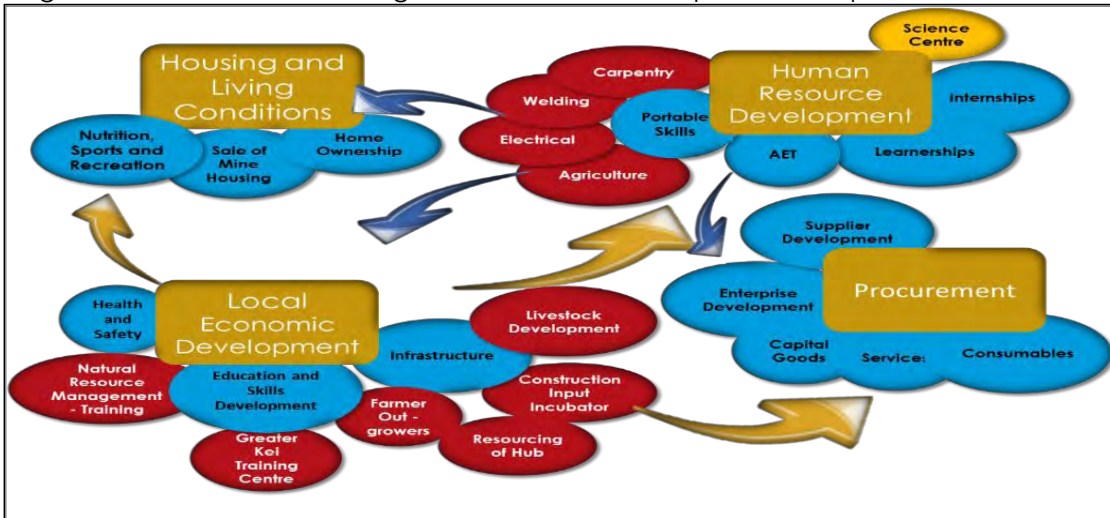 Housing and
Living
Conditions
Nutrition,
Sports and
Recreation
Sale of
Mine
Housing
Home
Ownership
Carpentry
Welding
Electrical
Agriculture
Portable
Skills
Human
Resource
Development
Science
Centre
Internships
AET
Learnerships
Local
Economic
Development
Health
and
Safety
Natural
Resource
Management
- Training
Education and
Skills
Development
Greater
Kei
Training
Centre
Infrastructure
Farmer
Out -
growers
Livestock
Development
Construction
Input
Incubator
Resourcing
of Hub
Procurement
Supplier
Development
Enterprise
Development
Capital
Goods
Services
Consumables